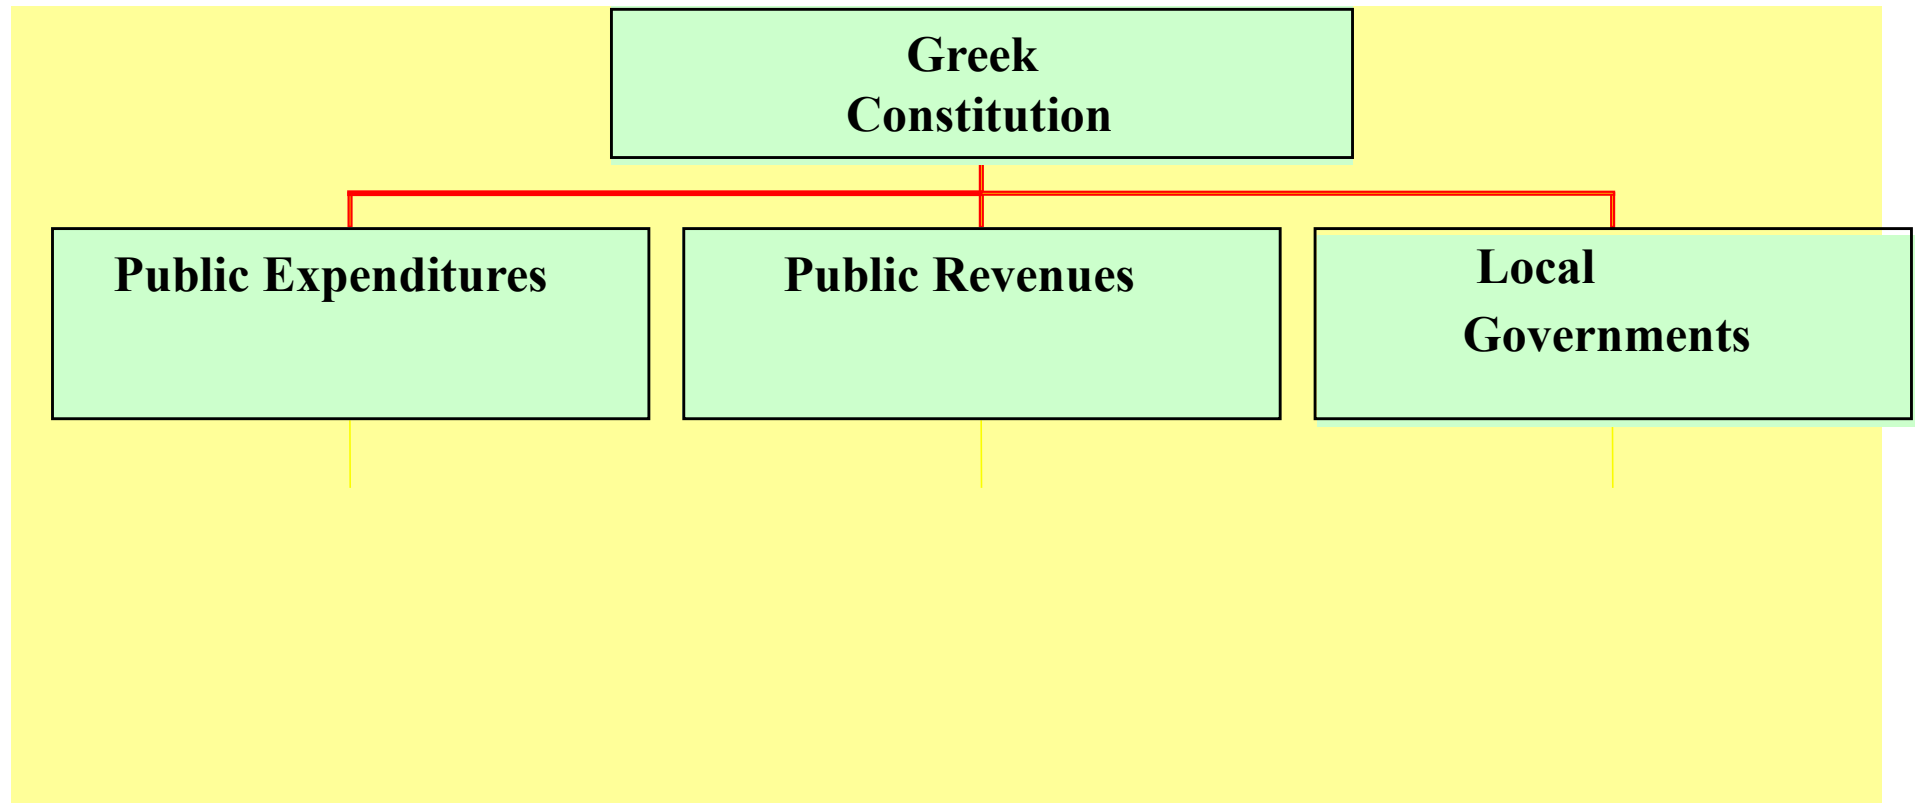 Greek
Constitution
Public Expenditures
Public Revenues
Local
Governments